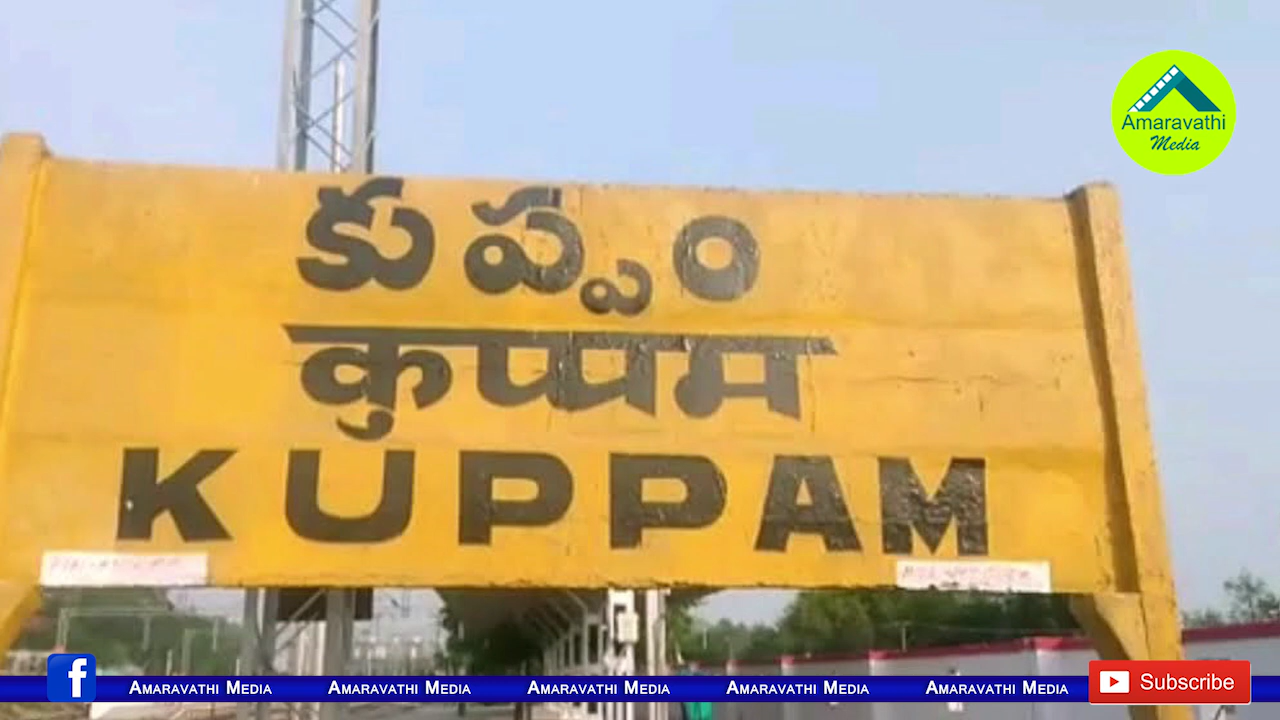 Amaravathi
Media
కుప్పం
कुप्पम
KUPPAM
AMARAVATHI MEDIA AMARAVATHI MEDIA AMARAVATHI MEDIA AMARAVATHI MEDIA AMARAVATHI MEDIA
f
Subscribe